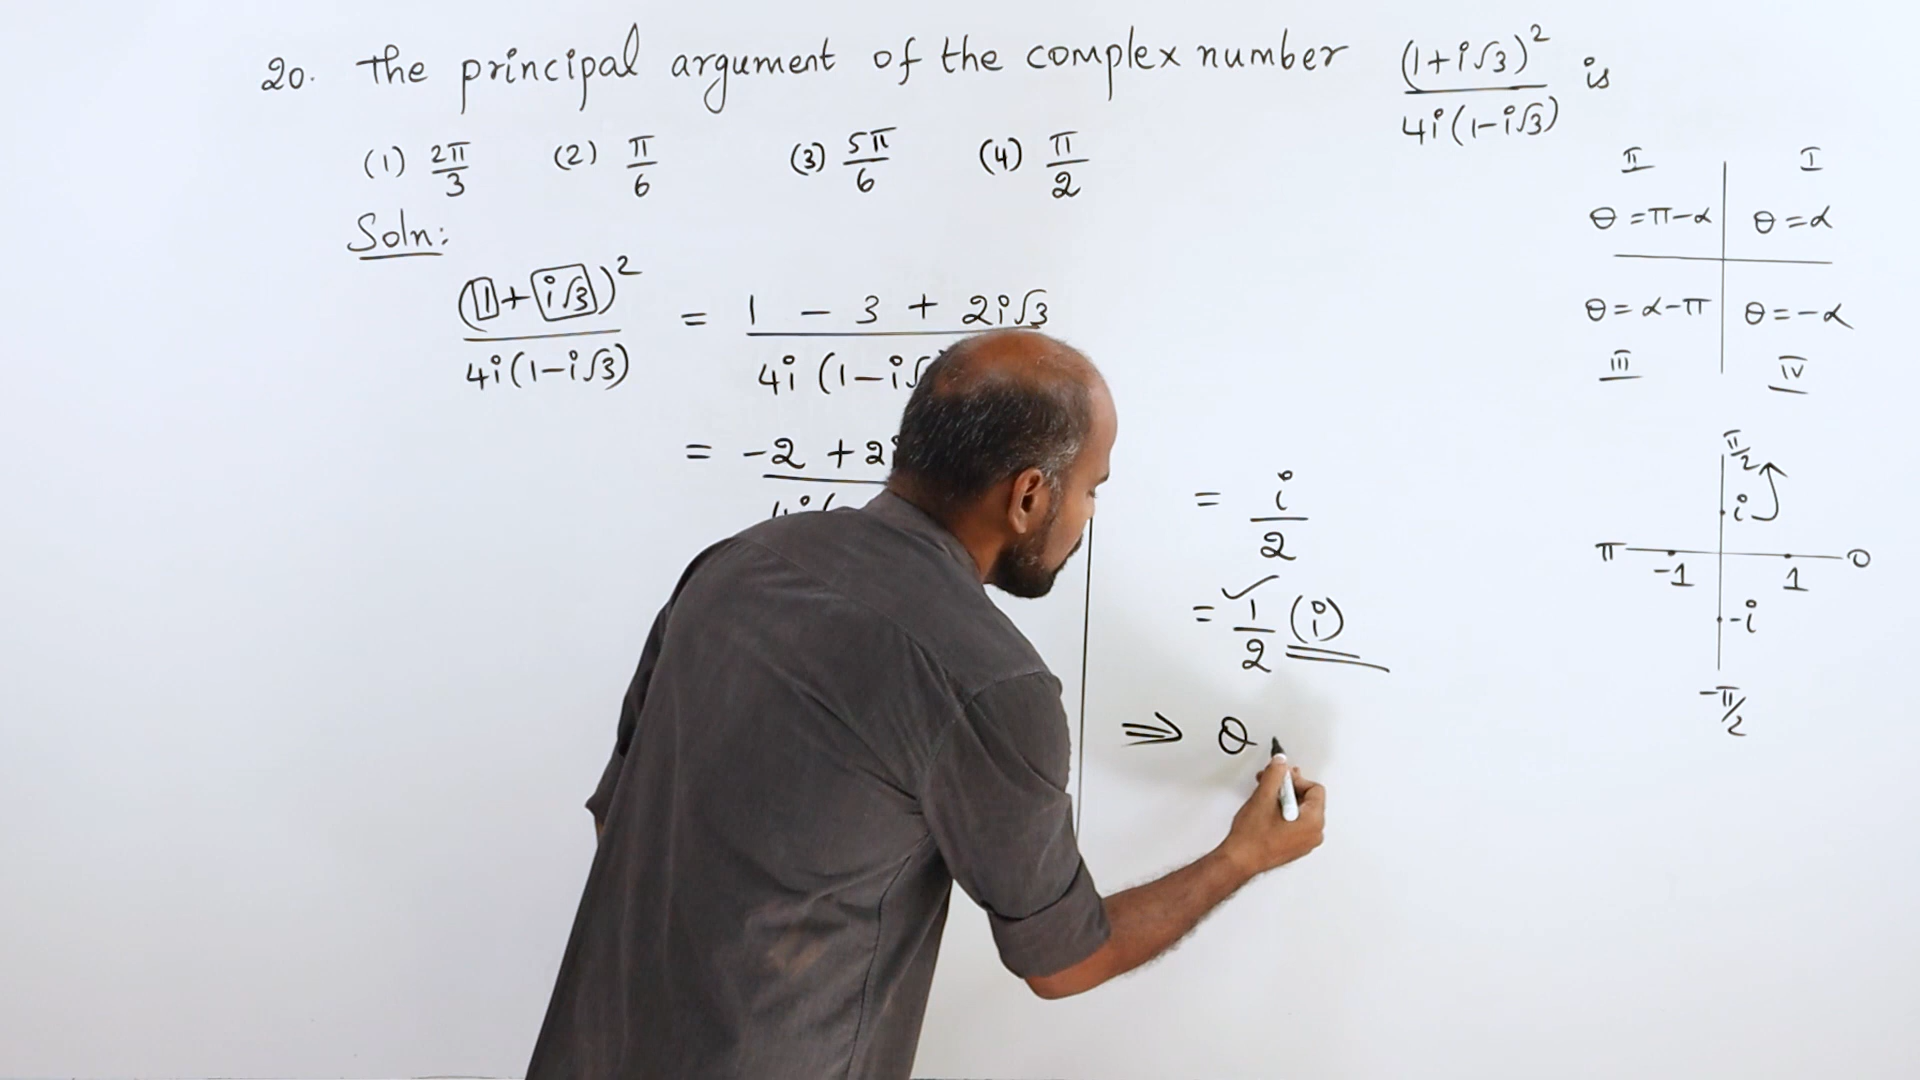 20. The principal argument of the complex number (1+i√3)² / 4i(1-i√3) is
(1) 2π/3 (2) π/6 (3) 5π/6 (4) π/2
Soln:
(1+i√3)² / 4i(1-i√3) = 1 - 3 + 2i√3 / 4i (1-i√
= -2 + 2i
4i(
= i/2
= 1/2 (i)
⇒ θ
II I
θ = π-α θ = α
θ = α-π θ = -α
III IV
π/2
i
π -1 1 0
-i
-π/2